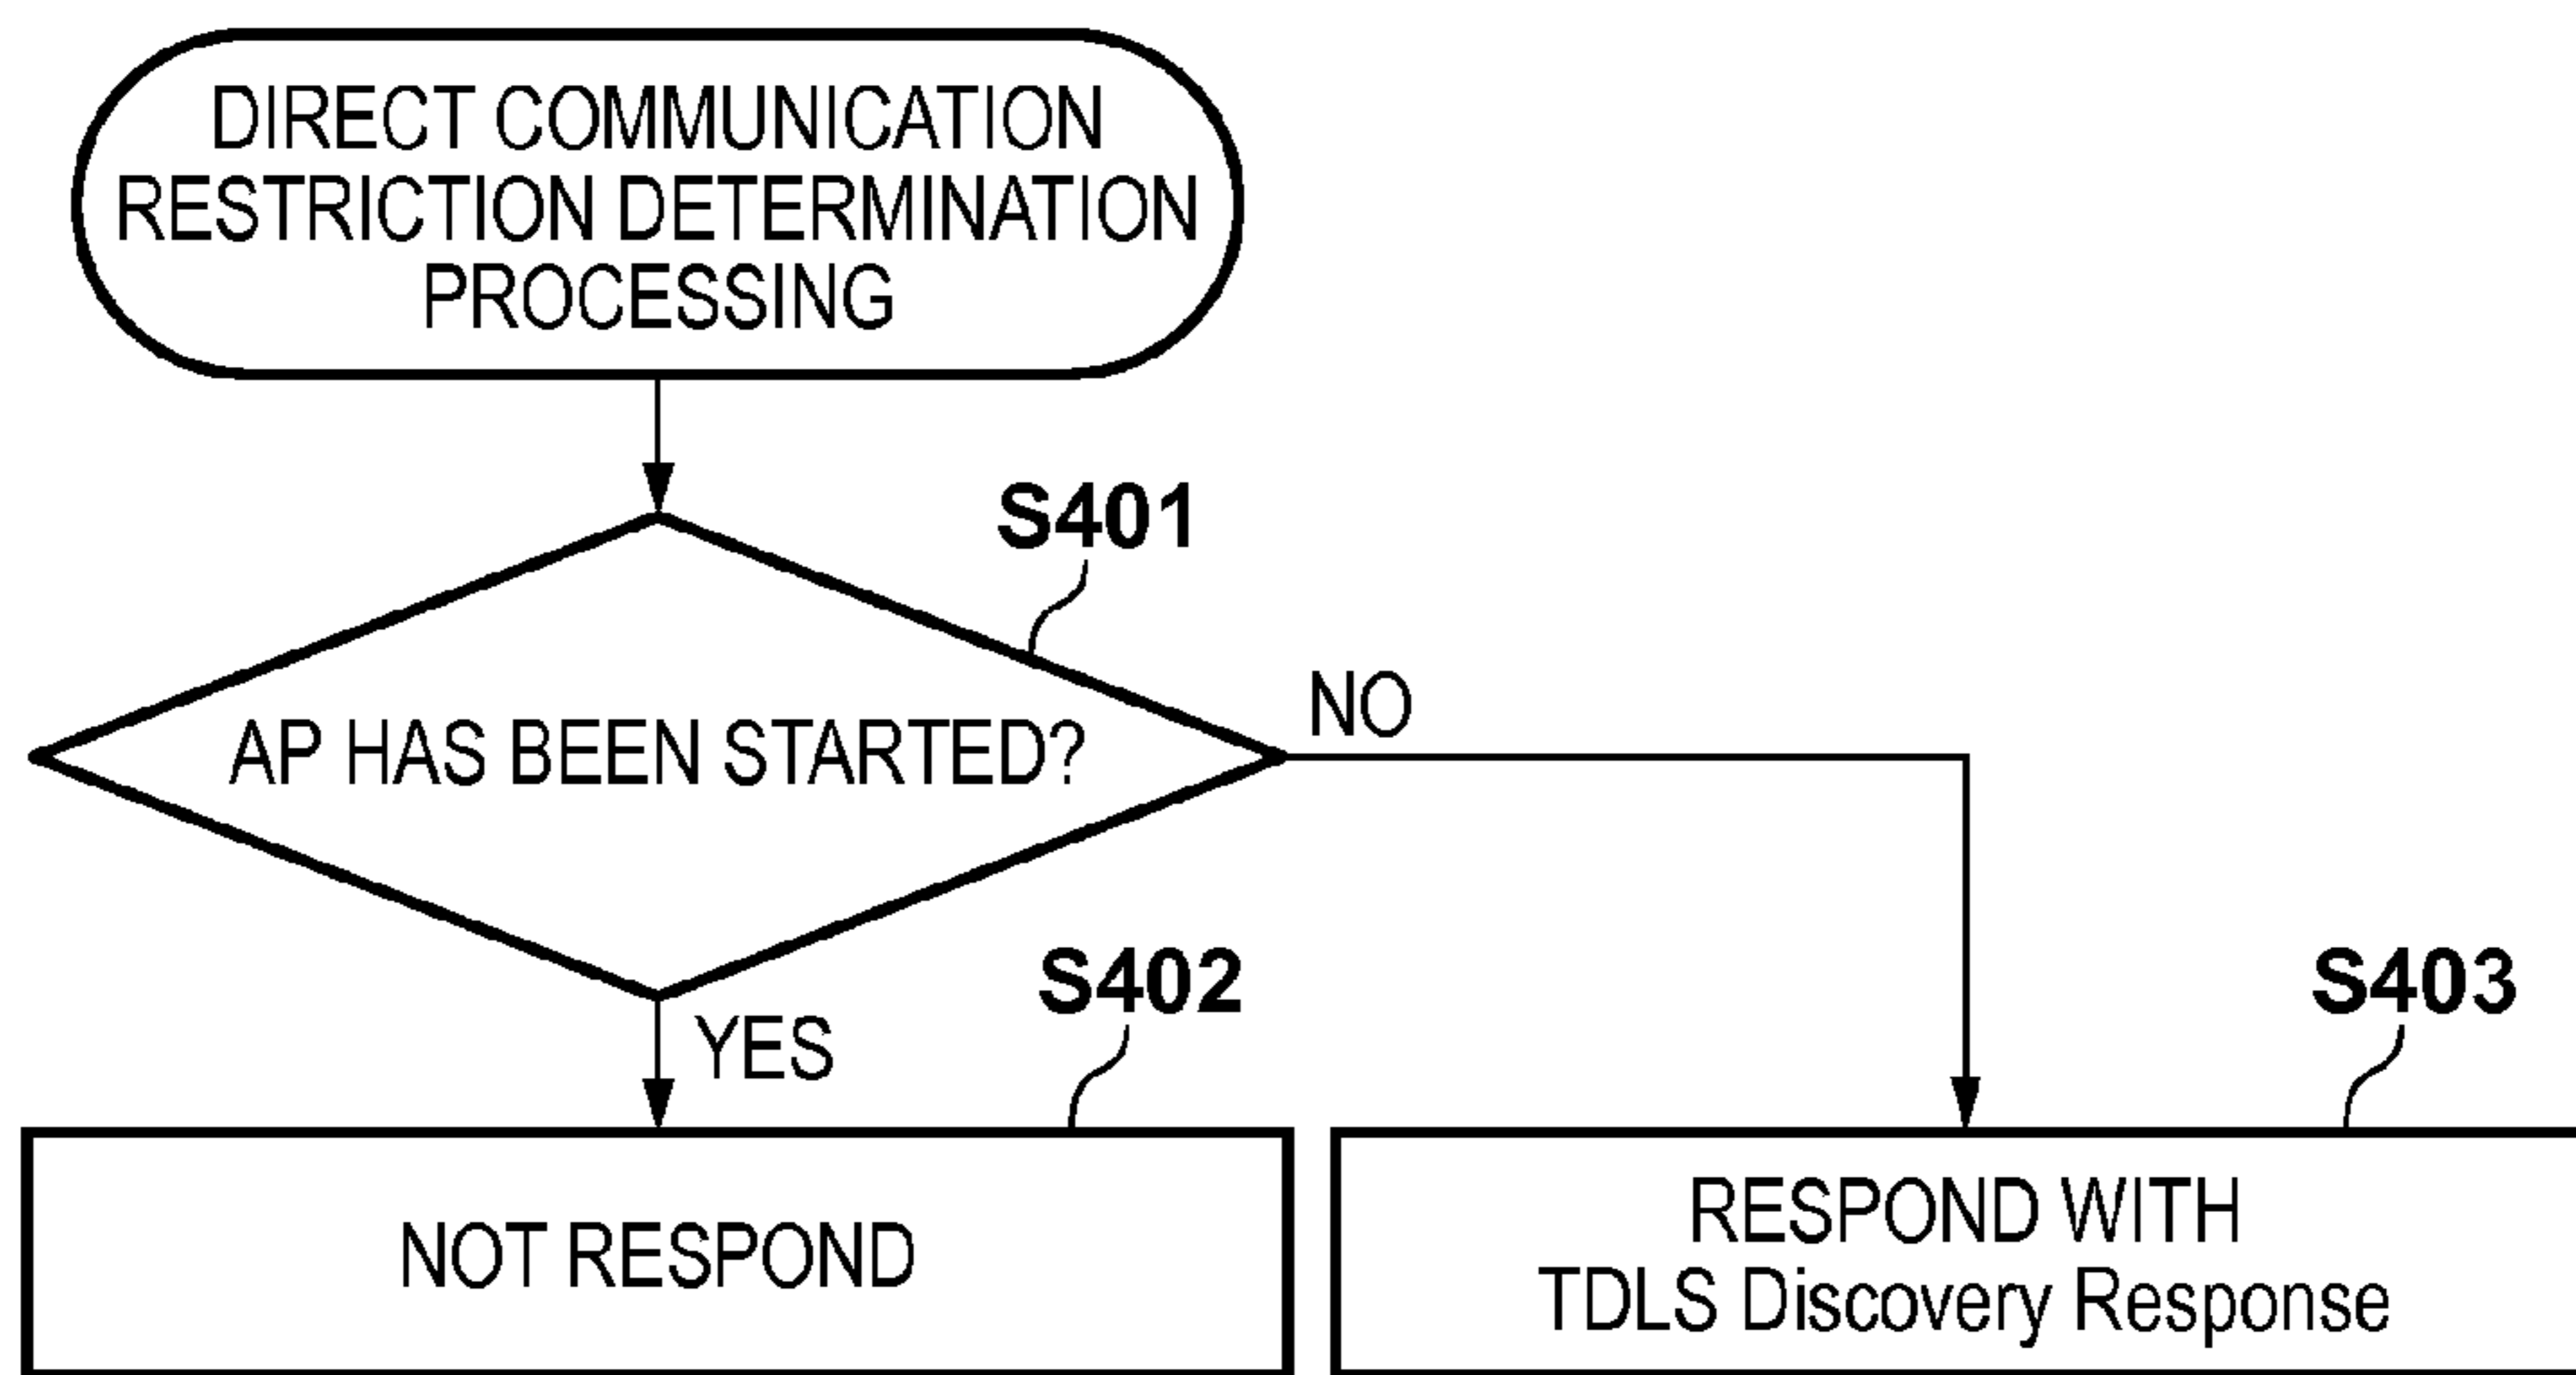 DIRECT COMMUNICATION
RESTRICTION DETERMINATION
PROCESSING
S401
AP HAS BEEN STARTED?
NO
YES
S402
S403
NOT RESPOND
RESPOND WITH
TDLS Discovery Response